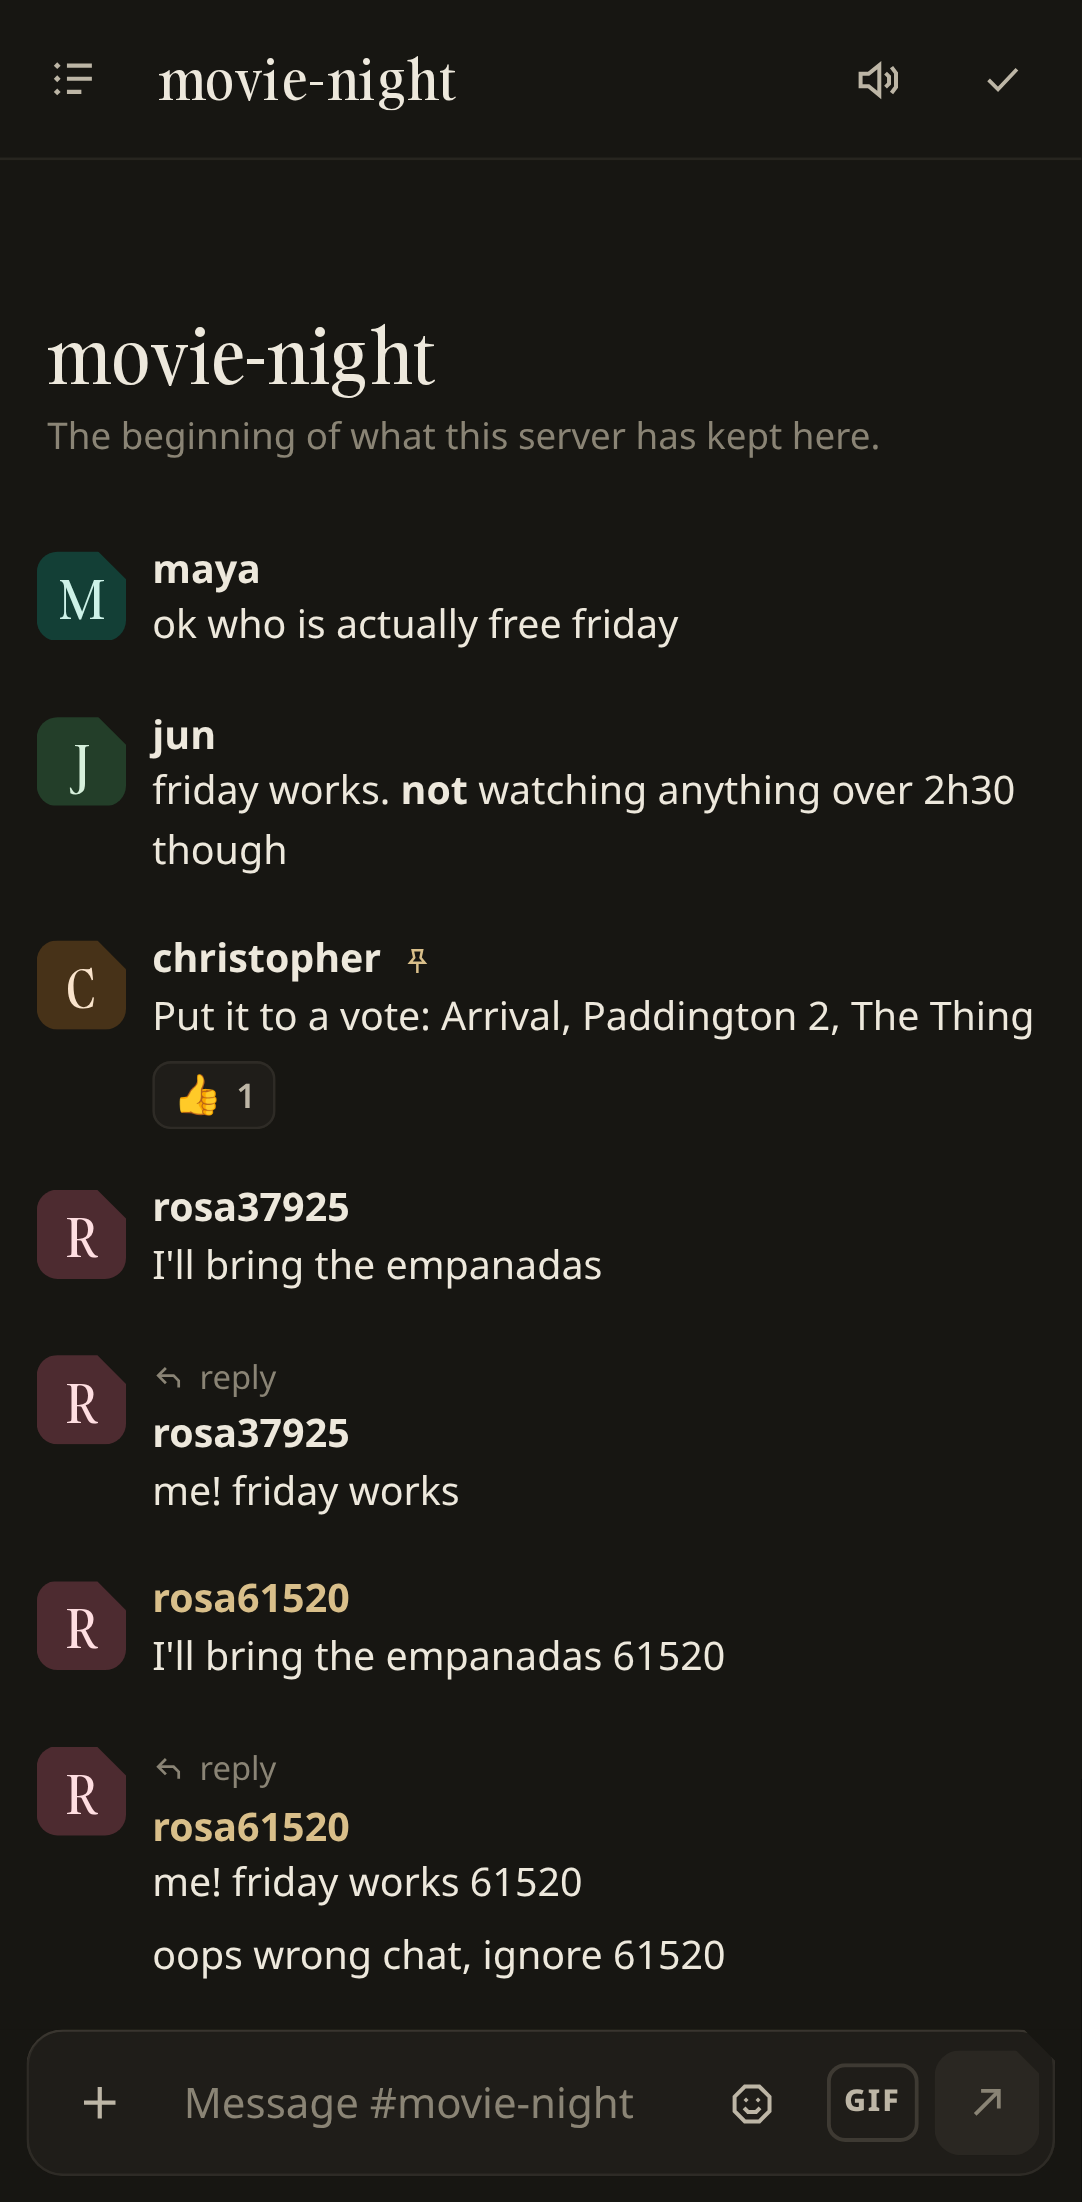 movie-night
movie-night
The beginning of what this server has kept here.
M
maya
ok who is actually free friday
J
jun
friday works. not watching anything over 2h30
though
C
christopher
Put it to a vote: Arrival, Paddington 2, The Thing
👍 1
R
rosa37925
I'll bring the empanadas
R
reply
rosa37925
me! friday works
R
rosa61520
I'll bring the empanadas 61520
R
reply
rosa61520
me! friday works 61520
oops wrong chat, ignore 61520
Message #movie-night
GIF